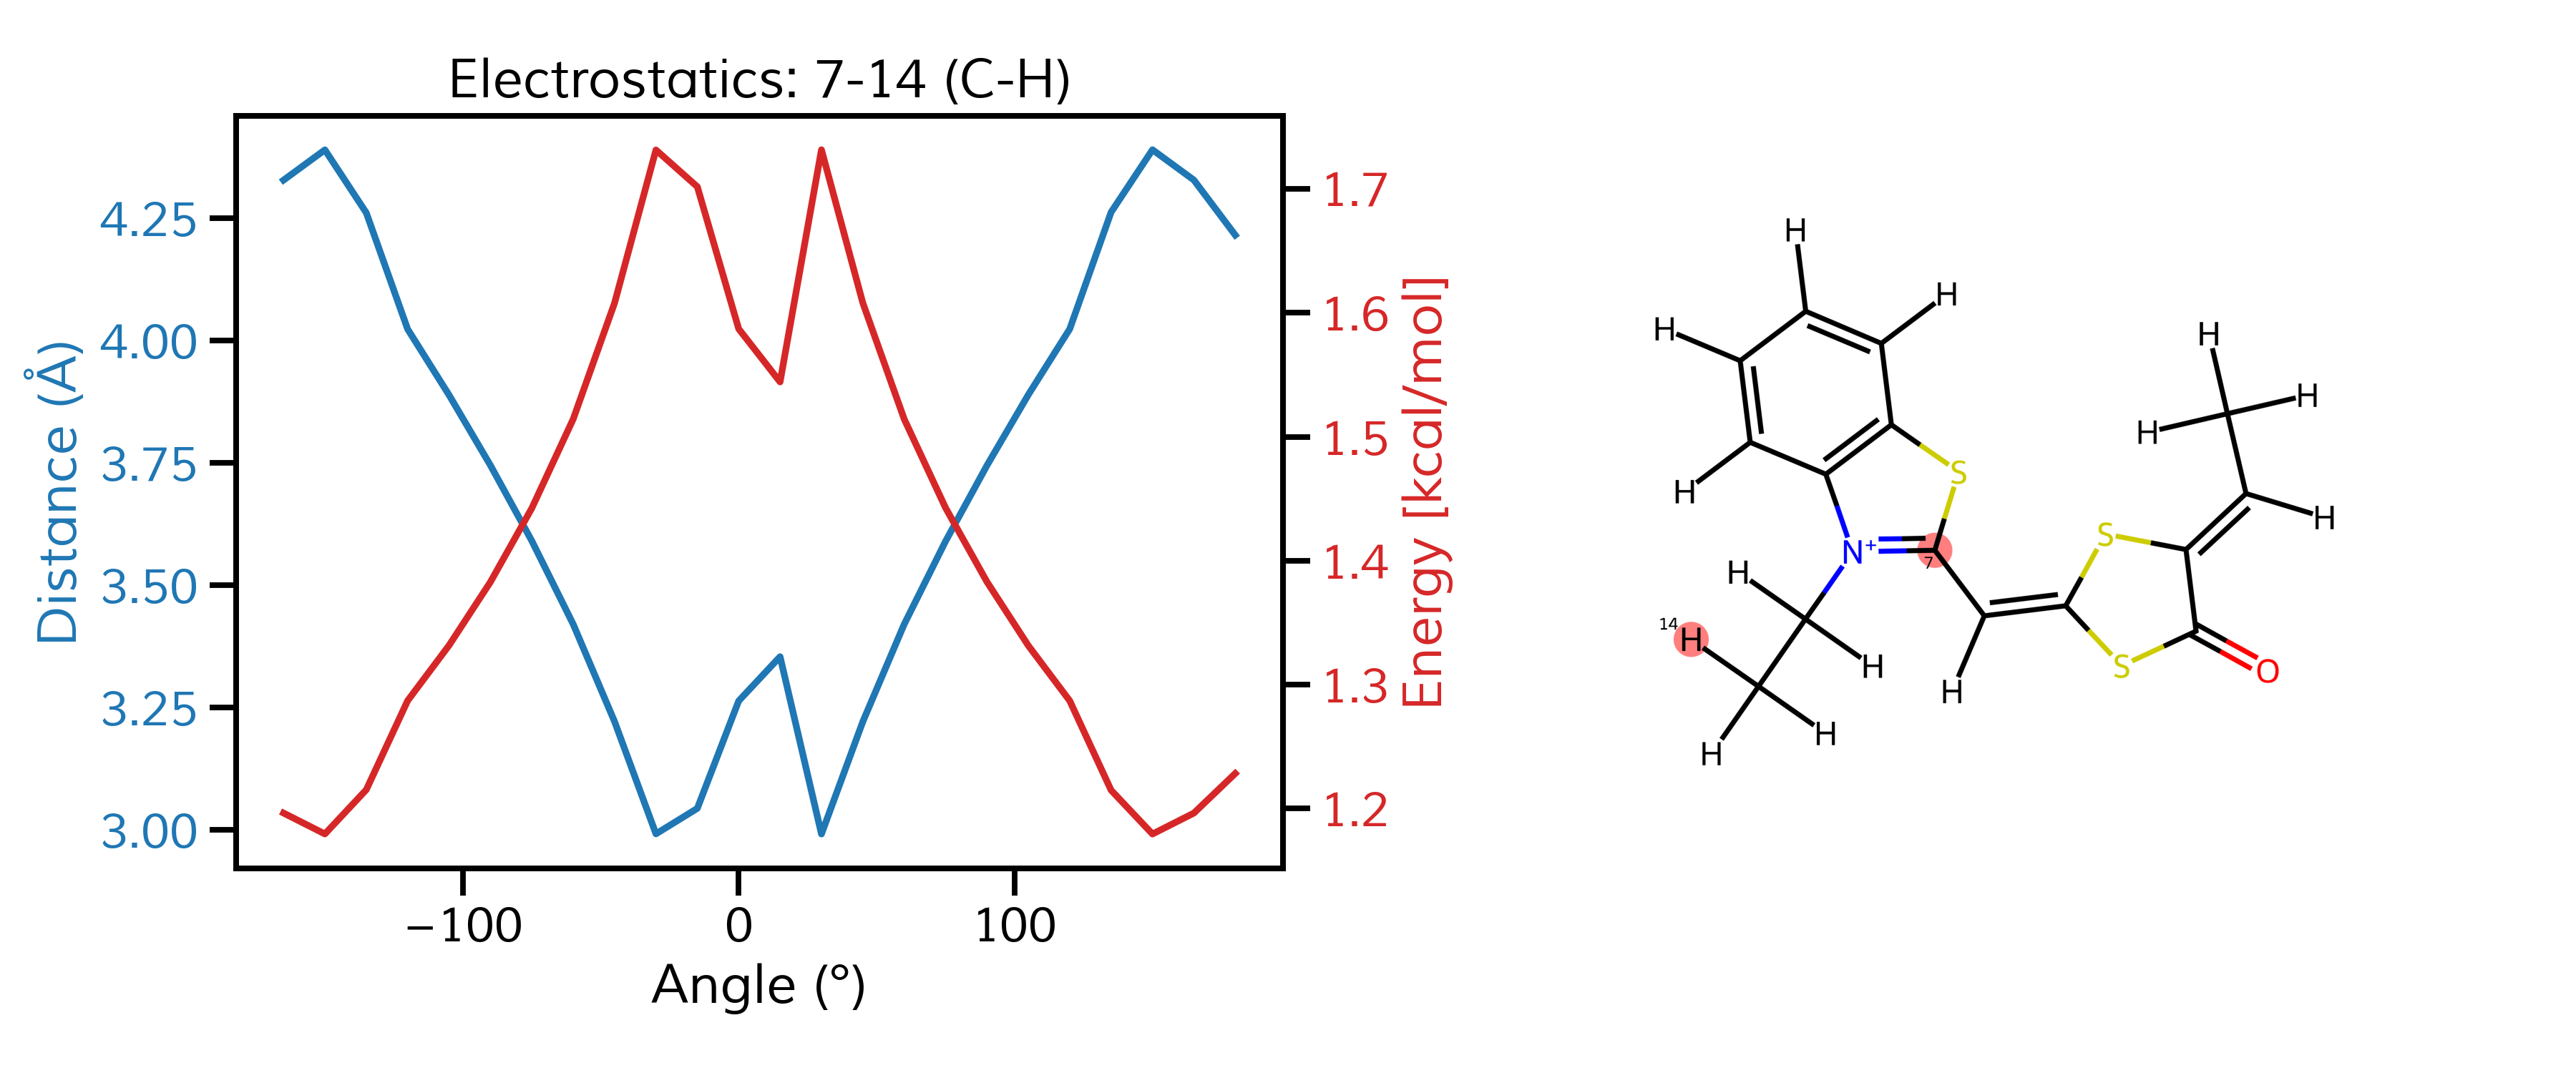 Electrostatics: 7-14 (C-H)
Distance (Å)
4.25
4.00
3.75
3.50
3.25
3.00
−100
0
100
Angle (°)
1.7
1.6
1.5
1.4
1.3
1.2
Energy [kcal/mol]
H
H
H
H
H
H
H
S
H
S
H
N+
7
H
14
H
H
S
O
H
H
H